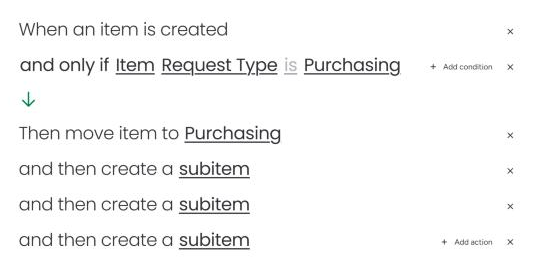 When an item is created ×
and only if Item Request Type is Purchasing + Add condition ×
↓
Then move item to Purchasing ×
and then create a subitem ×
and then create a subitem ×
and then create a subitem + Add action ×